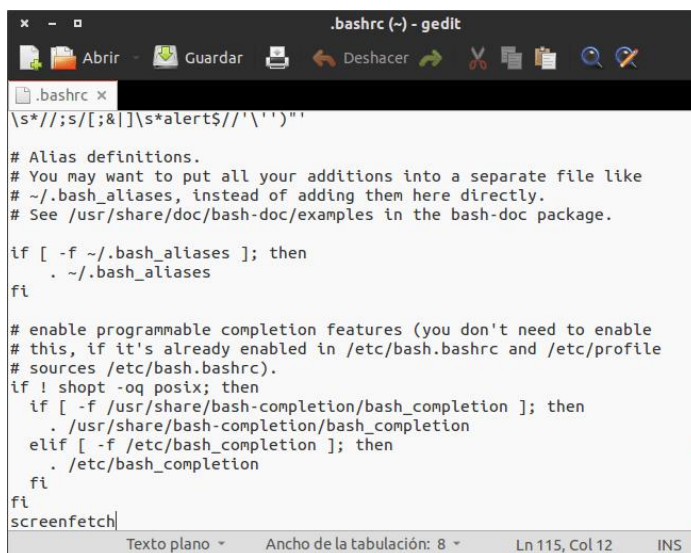 .bashrc (~) - gedit
Abrir Guardar Deshacer
.bashrc ×
\s*//;s/[;&|]\s*alert$//'\'')"'
# Alias definitions.
# You may want to put all your additions into a separate file like
# ~/.bash_aliases, instead of adding them here directly.
# See /usr/share/doc/bash-doc/examples in the bash-doc package.
if [ -f ~/.bash_aliases ]; then
    . ~/.bash_aliases
fi
# enable programmable completion features (you don't need to enable
# this, if it's already enabled in /etc/bash.bashrc and /etc/profile
# sources /etc/bash.bashrc).
if ! shopt -oq posix; then
  if [ -f /usr/share/bash-completion/bash_completion ]; then
    . /usr/share/bash-completion/bash_completion
  elif [ -f /etc/bash_completion ]; then
    . /etc/bash_completion
  fi
fi
screenfetch
Texto plano Ancho de la tabulación: 8 Ln 115, Col 12 INS